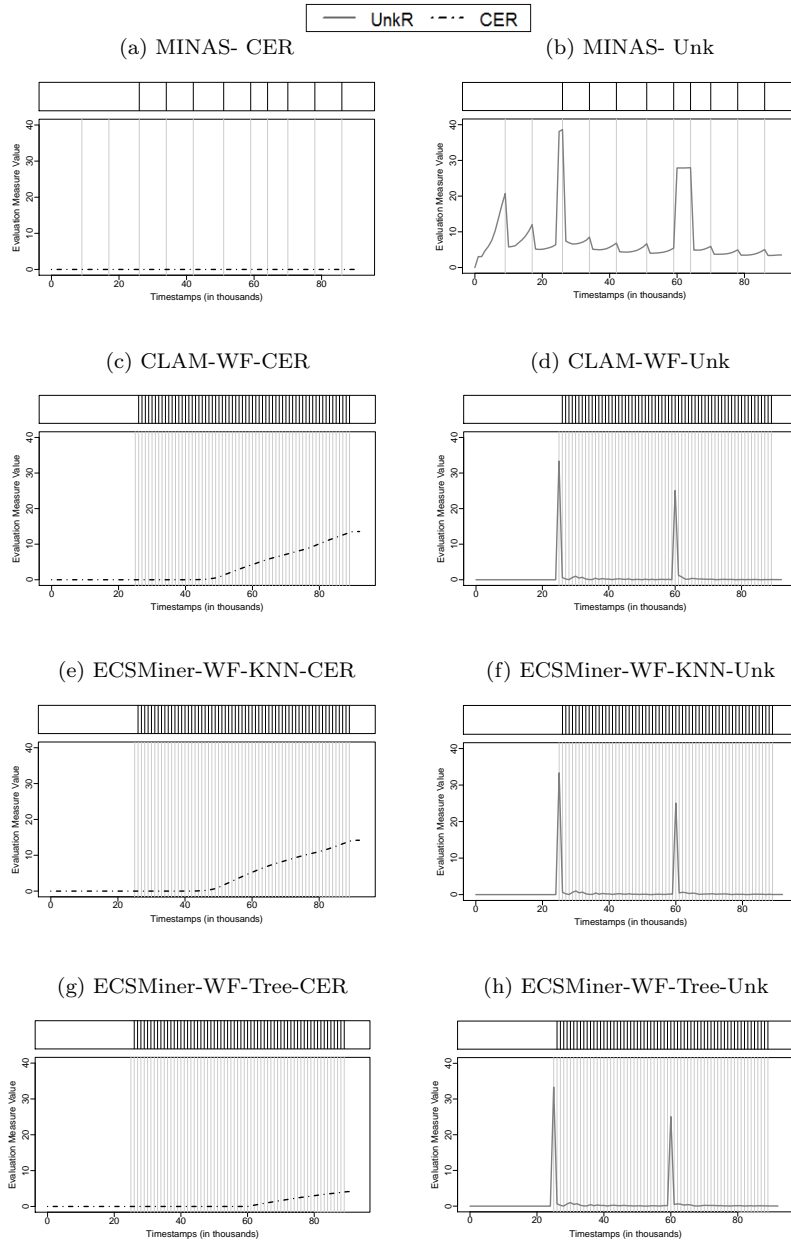 UnkR CER
(a) MINAS- CER
(b) MINAS- Unk
Evaluation Measure Value
0 10 20 30 40
0 20 40 60 80
Timestamps (in thousands)
Evaluation Measure Value
0 10 20 30 40
0 20 40 60 80
Timestamps (in thousands)
(c) CLAM-WF-CER
(d) CLAM-WF-Unk
Evaluation Measure Value
0 10 20 30 40
0 20 40 60 80
Timestamps (in thousands)
Evaluation Measure Value
0 10 20 30 40
0 20 40 60 80
Timestamps (in thousands)
(e) ECSMiner-WF-KNN-CER
(f) ECSMiner-WF-KNN-Unk
Evaluation Measure Value
0 10 20 30 40
0 20 40 60 80
Timestamps (in thousands)
Evaluation Measure Value
0 10 20 30 40
0 20 40 60 80
Timestamps (in thousands)
(g) ECSMiner-WF-Tree-CER
(h) ECSMiner-WF-Tree-Unk
Evaluation Measure Value
0 10 20 30 40
0 20 40 60 80
Timestamps (in thousands)
Evaluation Measure Value
0 10 20 30 40
0 20 40 60 80
Timestamps (in thousands)